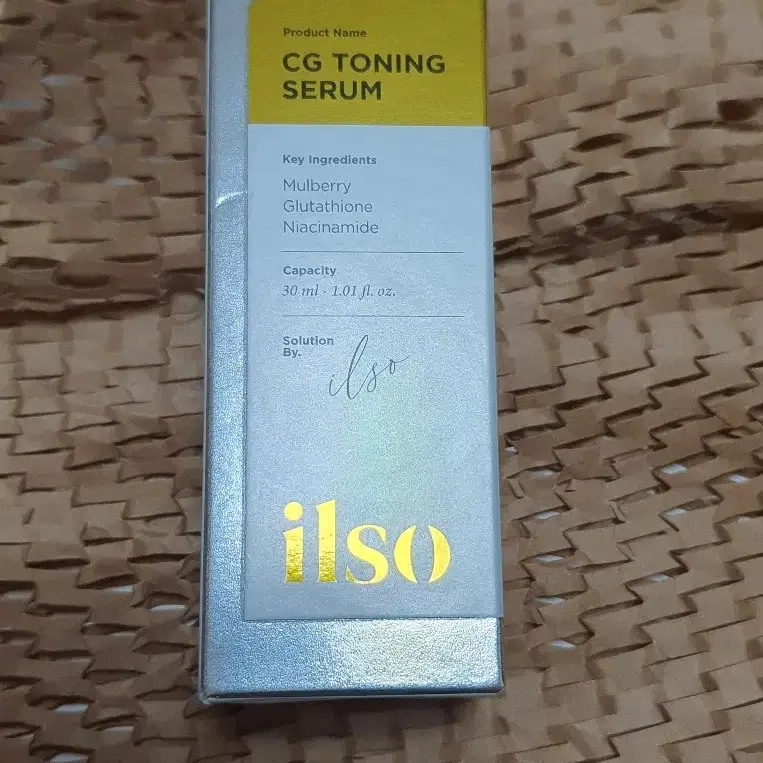 Product Name
CG TONING
SERUM
Key Ingredients
Mulberry
Glutathione
Niacinamide
Capacity
30 ml - 1.01 fl. oz.
Solution
By.
ilso
ilso